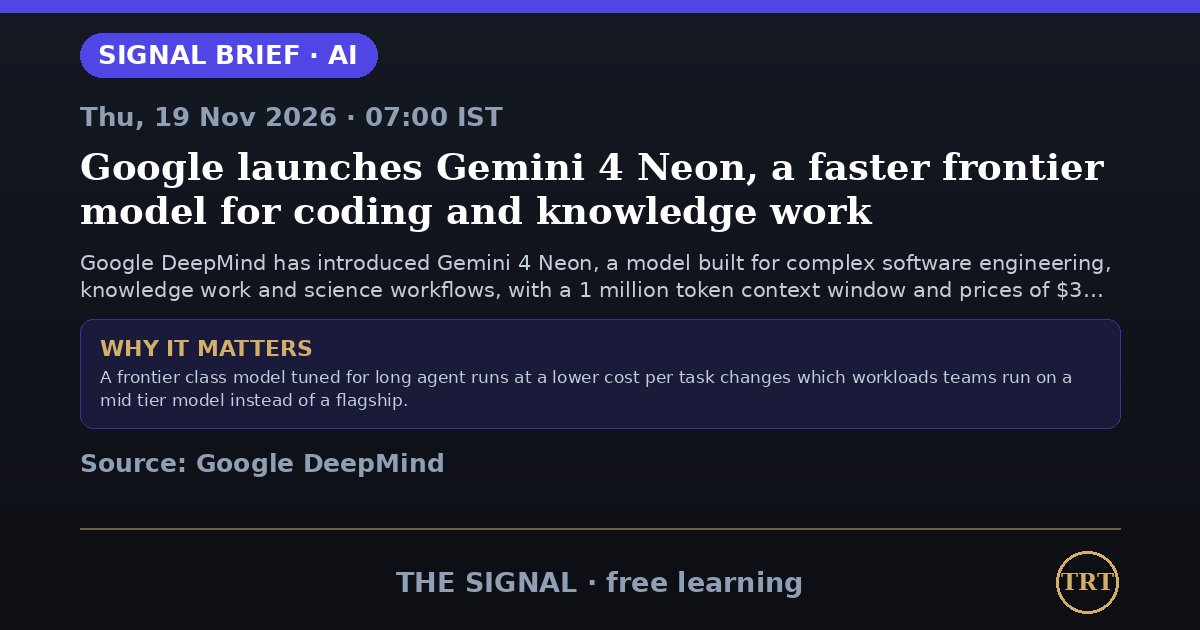 SIGNAL BRIEF · AI
Thu, 19 Nov 2026 · 07:00 IST
Google launches Gemini 4 Neon, a faster frontier
model for coding and knowledge work
Google DeepMind has introduced Gemini 4 Neon, a model built for complex software engineering,
knowledge work and science workflows, with a 1 million token context window and prices of $3...
WHY IT MATTERS
A frontier class model tuned for long agent runs at a lower cost per task changes which workloads teams run on a
mid tier model instead of a flagship.
Source: Google DeepMind
THE SIGNAL · free learning
TRT